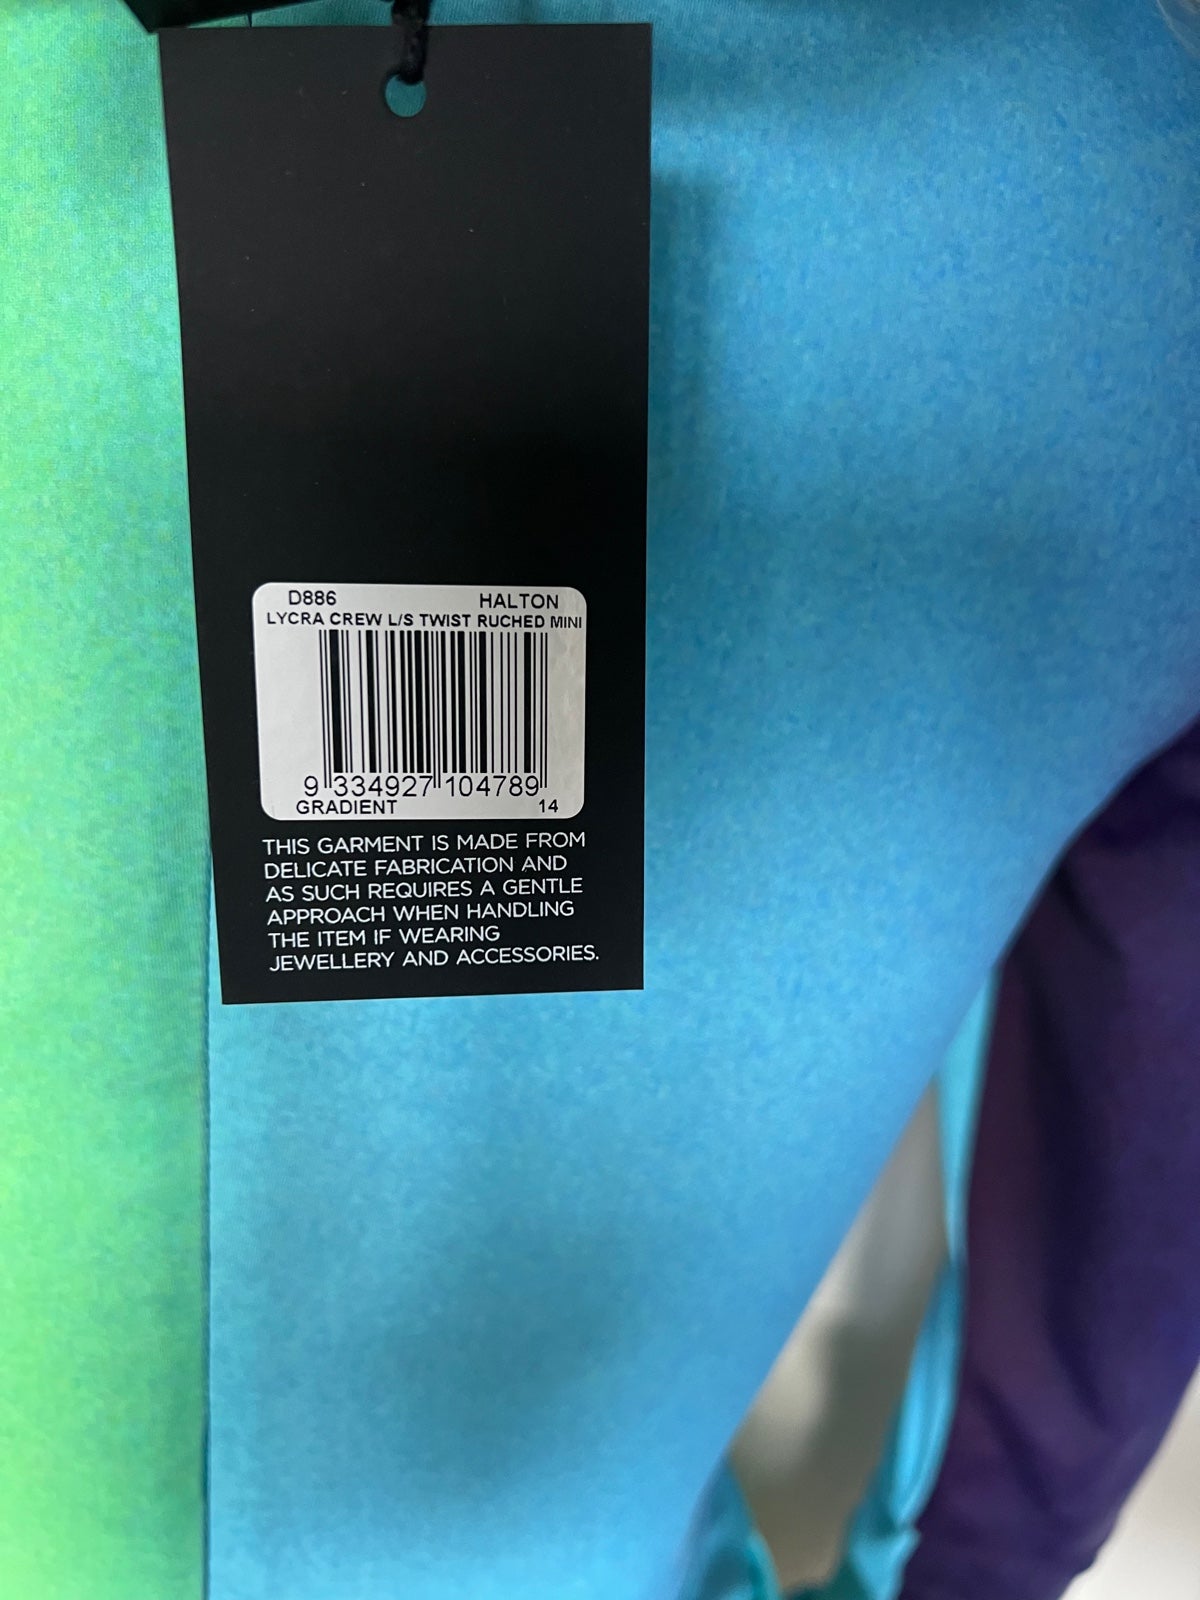 D886 HALTON
LYCRA CREW L/S TWIST RUCHED MINI
9 334927 104789
GRADIENT 14
THIS GARMENT IS MADE FROM
DELICATE FABRICATION AND
AS SUCH REQUIRES A GENTLE
APPROACH WHEN HANDLING
THE ITEM IF WEARING
JEWELLERY AND ACCESSORIES.